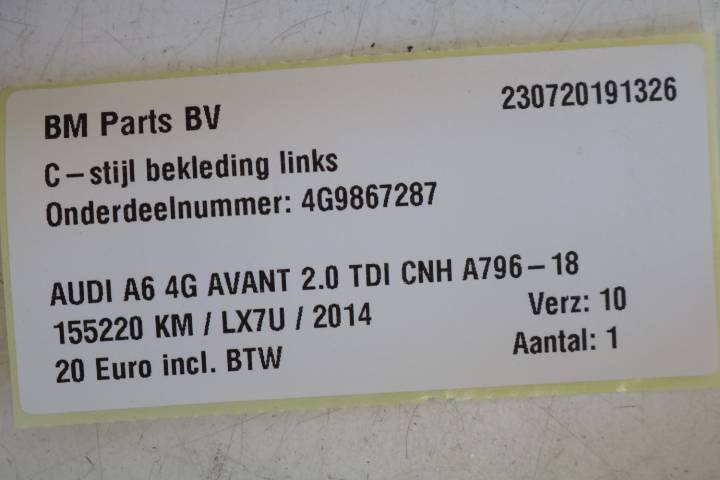 BM Parts BV 230720191326
C-stijl bekleding links
Onderdeelnummer: 4G9867287
AUDI A6 4G AVANT 2.0 TDI CNH A796-18
155220 KM / LX7U / 2014 Verz: 10
20 Euro incl. BTW Aantal: 1